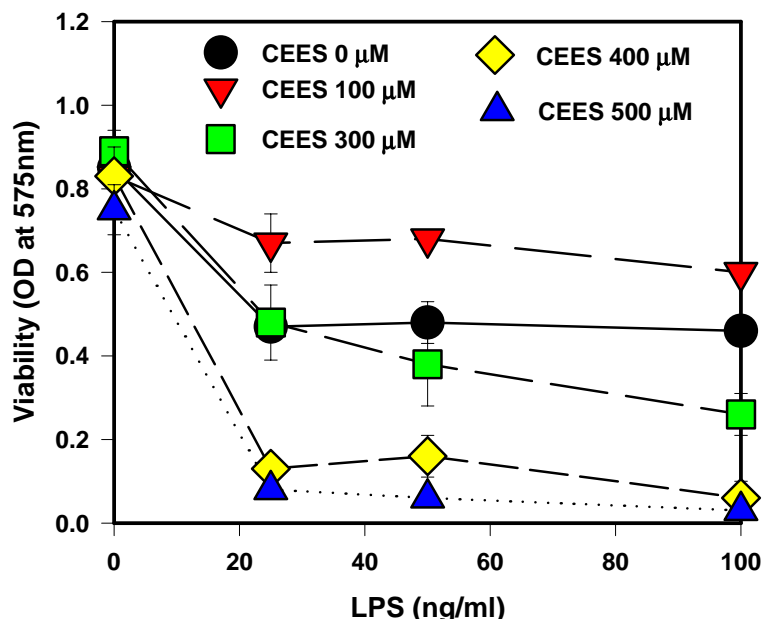 1.2
1.0
0.8
0.6
0.4
0.2
0.0
Viability (OD at 575nm)
CEES 0 μM
CEES 100 μM
CEES 300 μM
CEES 400 μM
CEES 500 μM
0 20 40 60 80 100
LPS (ng/ml)